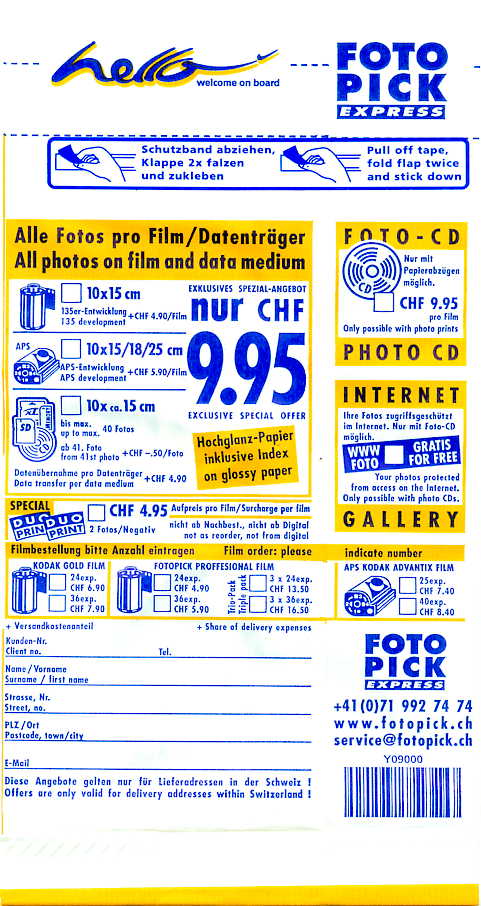 hello
welcome on board
FOTO
PICK
EXPRESS
Schutzband abziehen,
Klappe 2x falzen
und zukleben
Pull off tape,
fold flap twice
and stick down
Alle Fotos pro Film/Datenträger
All photos on film and data medium
10x15 cm
135er-Entwicklung
135 development
+CHF 4.90/Film
APS
10x15/18/25 cm
APS-Entwicklung
APS development
+CHF 5.90/Film
SD
10x ca. 15 cm
bis max.
up to max. 40 Fotos
ab 41. Foto
from 41st photo +CHF -.50/Foto
Datenübernahme pro Datenträger
Data transfer per data medium +CHF 4.90
EXKLUSIVES SPEZIAL-ANGEBOT
nur CHF
9.95
EXCLUSIVE SPECIAL OFFER
Hochglanz-Papier
inklusive Index
on glossy paper
FOTO-CD
CD
Nur mit
Papierabzügen
möglich.
CHF 9.95
pro Film
Only possible with photo prints
PHOTO CD
INTERNET
Ihre Fotos zugriffsgeschützt
im Internet. Nur mit Foto-CD
möglich.
WWW
FOTO
GRATIS
FOR FREE
Your photos protected
from access on the Internet.
Only possible with photo CDs.
GALLERY
SPECIAL
DUO DUO
PRIN PRINT
CHF 4.95 Aufpreis pro Film/Surcharge per film
2 Fotos/Negativ
nicht ab Nachbest., nicht ab Digital
not as reorder, not from digital
Filmbestellung bitte Anzahl eintragen Film order: please indicate number
KODAK GOLD FILM
24exp.
CHF 6.90
36exp.
CHF 7.90
FOTOPICK PROFFESIONAL FILM
24exp.
CHF 4.90
36exp.
CHF 5.90
Trio-Pack
Triple pack
3 x 24exp.
CHF 13.50
3 x 36exp.
CHF 16.50
APS KODAK ADVANTIX FILM
25exp.
CHF 7.40
40exp.
CHF 8.40
+ Versandkostenanteil + Share of delivery expenses
Kunden-Nr.
Client no. Tel.
Name/Vorname
Surname / first name
Strasse, Nr.
Street, no.
PLZ/Ort
Postcode, town/city
E-Mail
Diese Angebote gelten nur für Lieferadressen in der Schweiz !
Offers are only valid for delivery addresses within Switzerland !
FOTO
PICK
EXPRESS
+41(0)71 992 74 74
www.fotopick.ch
service@fotopick.ch
Y09000